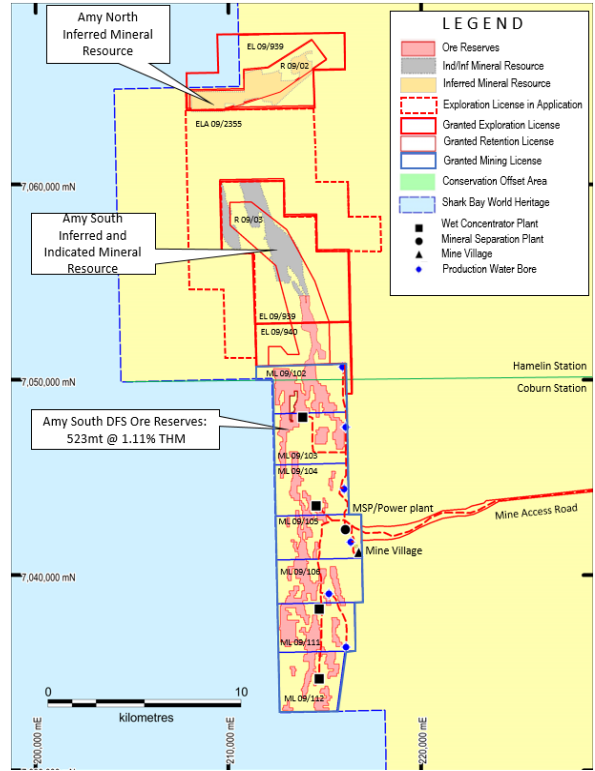 Amy North
Inferred Mineral
Resource
EL 09/939
R 09/02
ELA 09/2355
LEGEND
Ore Reserves
Ind/Inf Mineral Resource
Inferred Mineral Resource
Exploration License in Application
Granted Exploration License
Granted Retention License
Granted Mining License
Conservation Offset Area
Shark Bay World Heritage
Wet Concentrator Plant
Mineral Separation Plant
Mine Village
Production Water Bore
7,060,000 mN
Amy South
Inferred and
Indicated Mineral
Resource
R 09/03
EL 09/939
EL 09/940
ML 09/102
Hamelin Station
7,050,000 mN
Coburn Station
Amy South DFS Ore Reserves:
523mt @ 1.11% THM
ML 09/103
ML 09/104
MSP/Power plant
Mine Access Road
ML 09/105
Mine Village
7,040,000 mN
ML 09/106
ML 09/111
ML 09/112
0 10
kilometres
200,000 mE
210,000 mE
220,000 mE